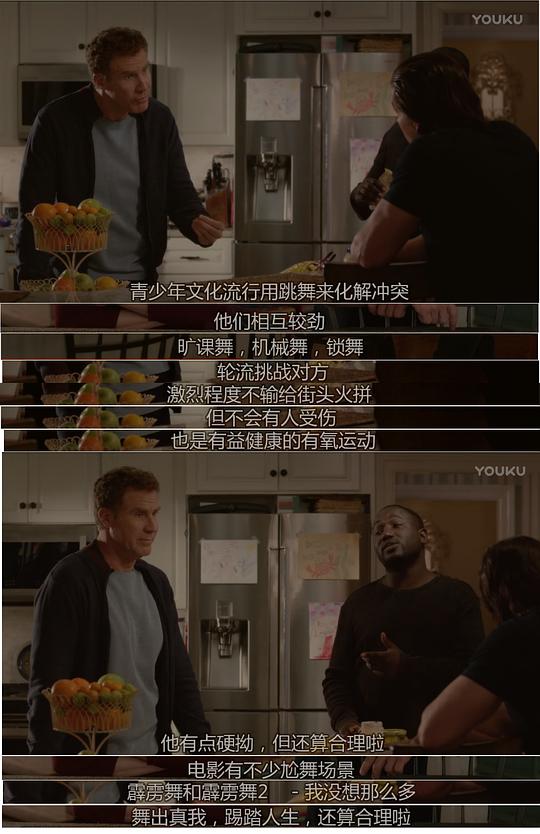 YOUKU
青少年文化流行用跳舞来化解冲突
他们相互较劲
旷课舞，机械舞，锁舞
轮流挑战对方
激烈程度不输给街头火拼
但不会有人受伤
也是有益健康的有氧运动
YOUKU
他有点硬拗，但还算合理啦
电影有不少尬舞场景
霹雳舞和霹雳舞2 - 我没想那么多
舞出真我，踢踏人生，还算合理啦